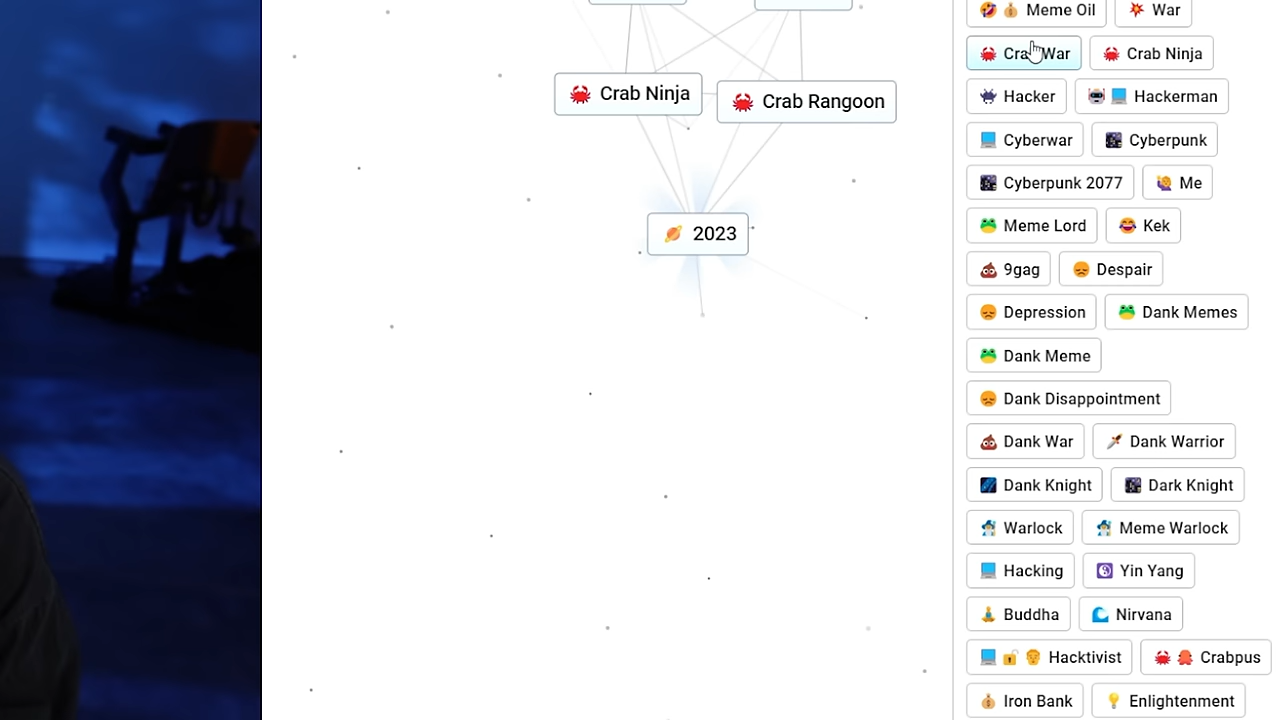 Meme Oil
War
Crab War
Crab Ninja
Crab Ninja
Crab Rangoon
Hacker
Hackerman
Cyberwar
Cyberpunk
Cyberpunk 2077
Me
Meme Lord
Kek
2023
9gag
Despair
Depression
Dank Memes
Dank Meme
Dank Disappointment
Dank War
Dank Warrior
Dank Knight
Dark Knight
Warlock
Meme Warlock
Hacking
Yin Yang
Buddha
Nirvana
Hacktivist
Crabpus
Iron Bank
Enlightenment